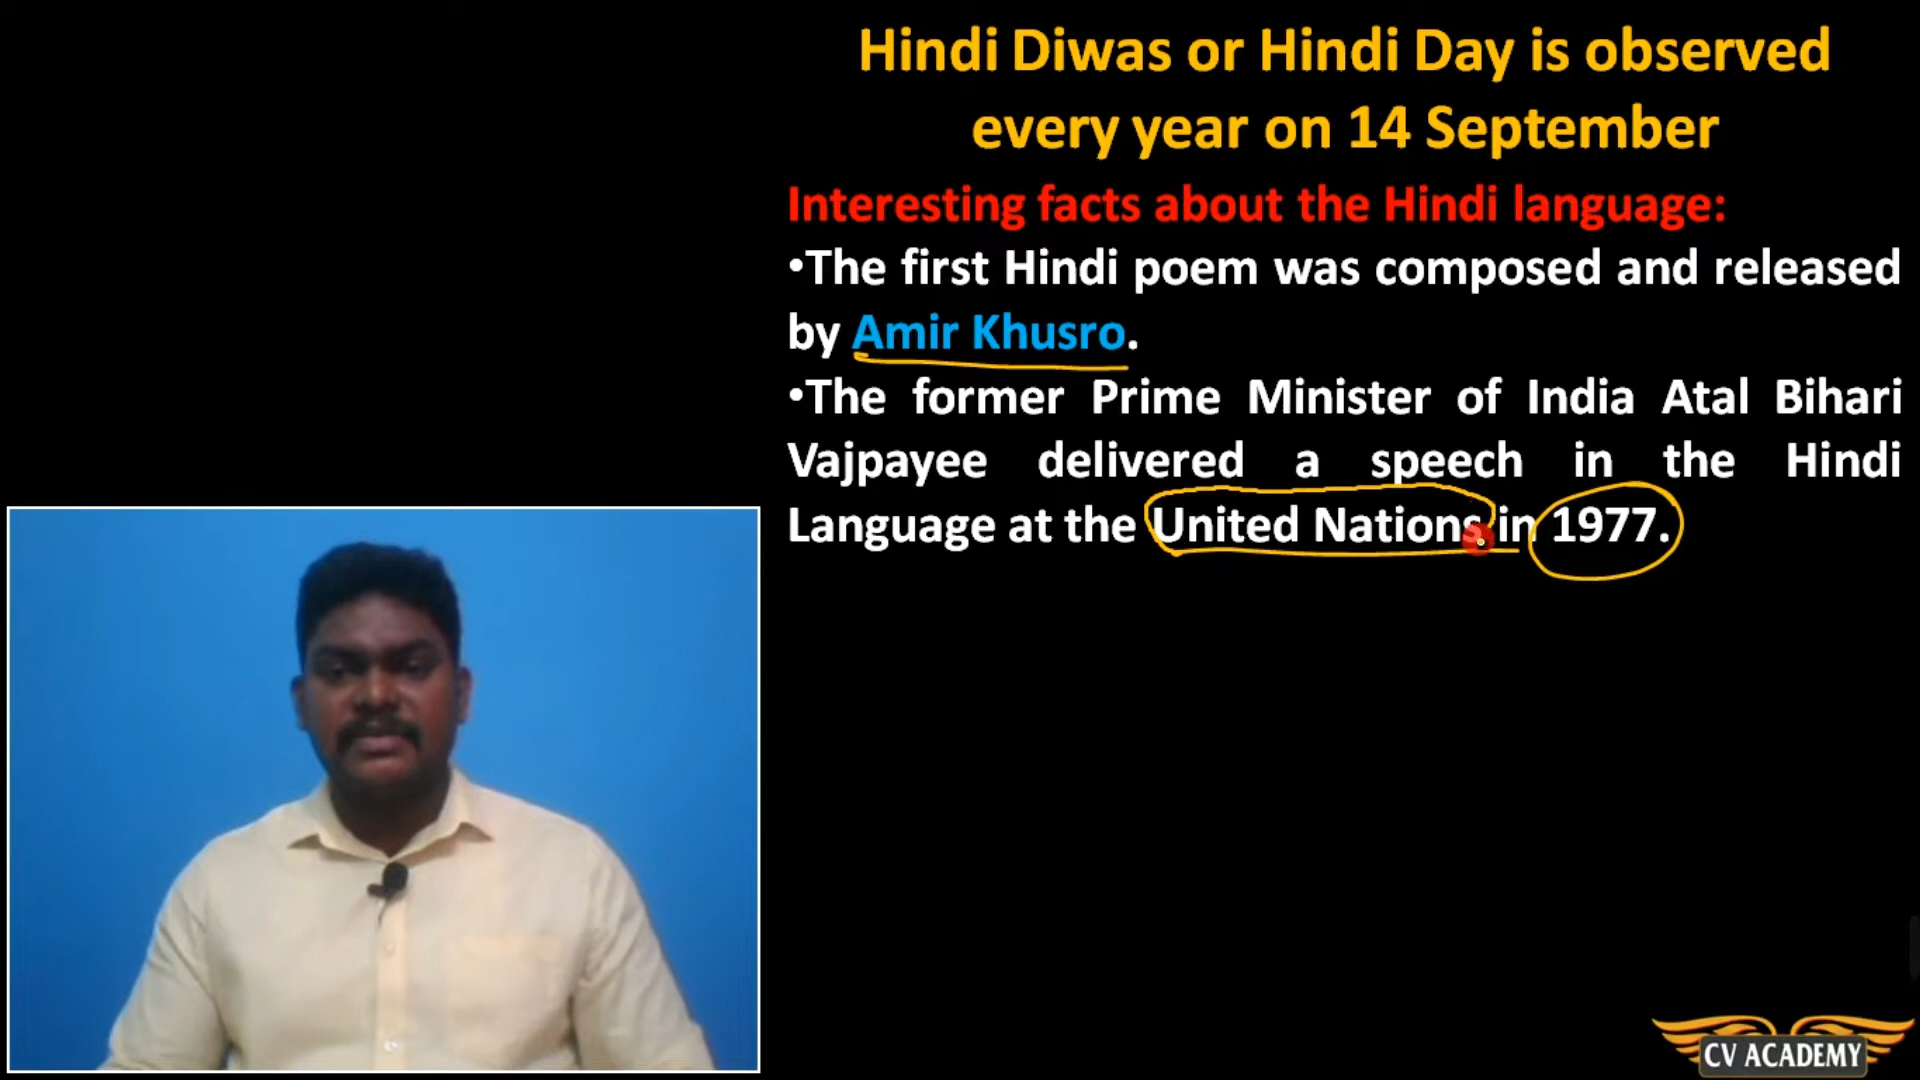 Hindi Diwas or Hindi Day is observed
every year on 14 September
Interesting facts about the Hindi language:
•The first Hindi poem was composed and released
by Amir Khusro.
•The former Prime Minister of India Atal Bihari
Vajpayee delivered a speech in the Hindi
Language at the United Nations in 1977.
CV ACADEMY